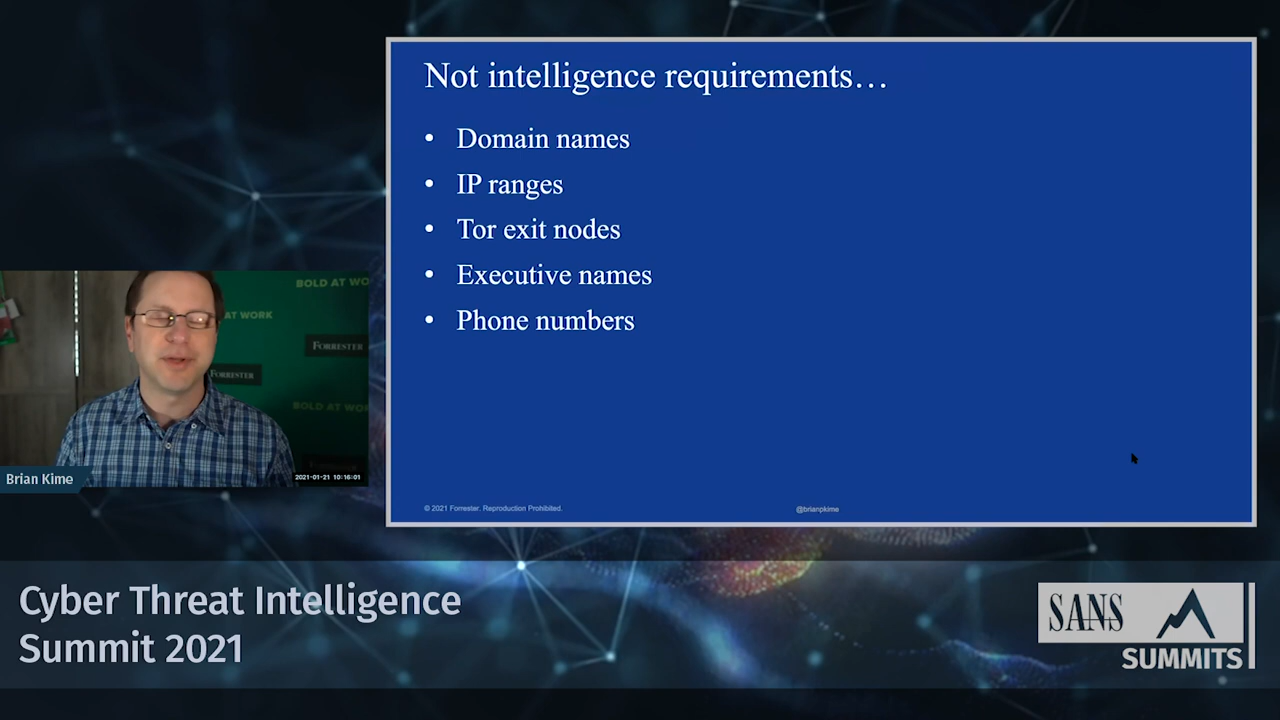 Not intelligence requirements…
• Domain names
• IP ranges
• Tor exit nodes
• Executive names
• Phone numbers
© 2021 Forrester. Reproduction Prohibited.
@brianpkime
BOLD AT WO
AT WORK
FORRESTER
FORRESTER
BOLD AT WOR
Brian Kime
2021-01-21 10:16:01
Cyber Threat Intelligence
Summit 2021
SANS
SUMMITS